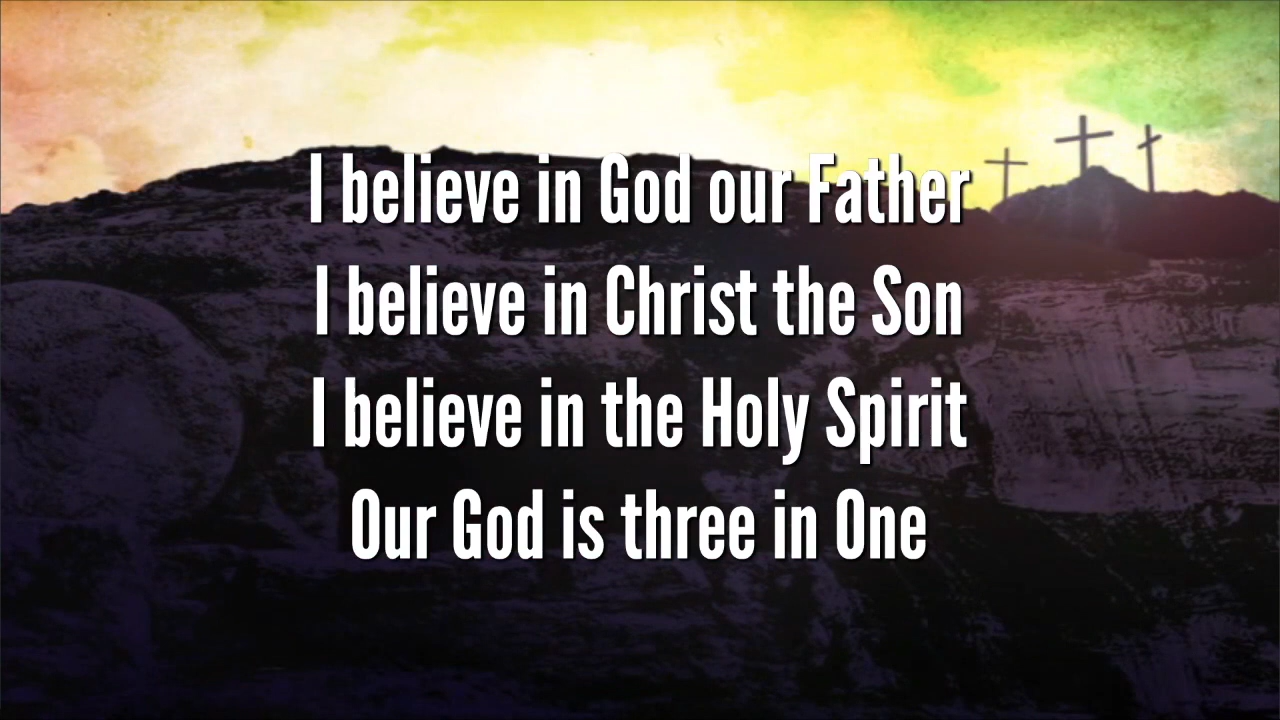 I believe in God our Father
I believe in Christ the Son
I believe in the Holy Spirit
Our God is three in One